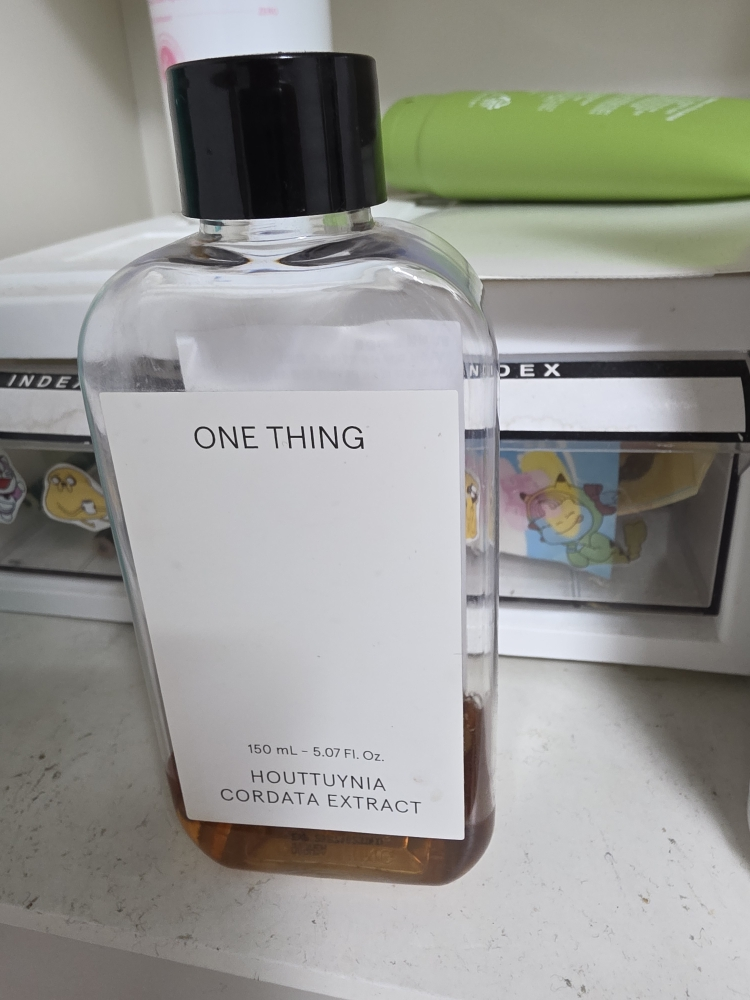 INDEX
INDEX
ONE THING
150 mL – 5.07 Fl. Oz.
HOUTTUYNIA
CORDATA EXTRACT